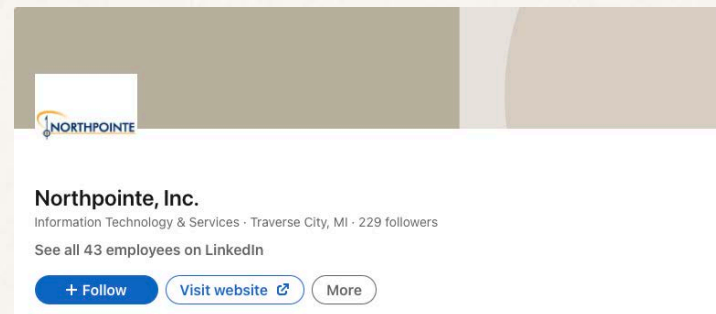 NORTHPOINTE
Northpointe, Inc.
Information Technology & Services · Traverse City, MI · 229 followers
See all 43 employees on LinkedIn
+ Follow Visit website More